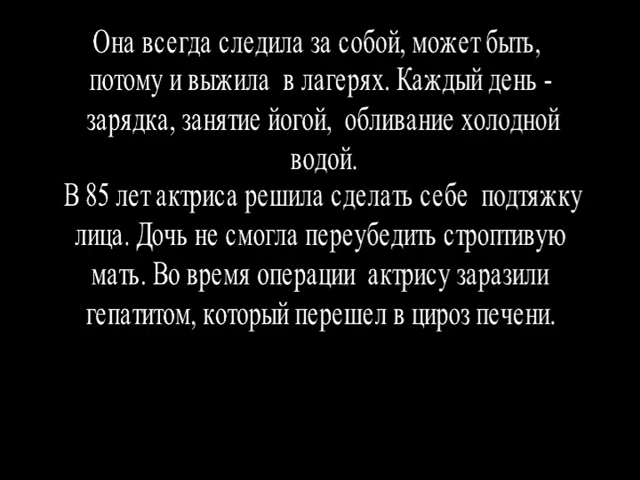 Она всегда следила за собой, может быть,
потому и выжила в лагерях. Каждый день -
зарядка, занятие йогой, обливание холодной
водой.
В 85 лет актриса решила сделать себе подтяжку
лица. Дочь не смогла переубедить строптивую
мать. Во время операции актрису заразили
гепатитом, который перешел в цироз печени.